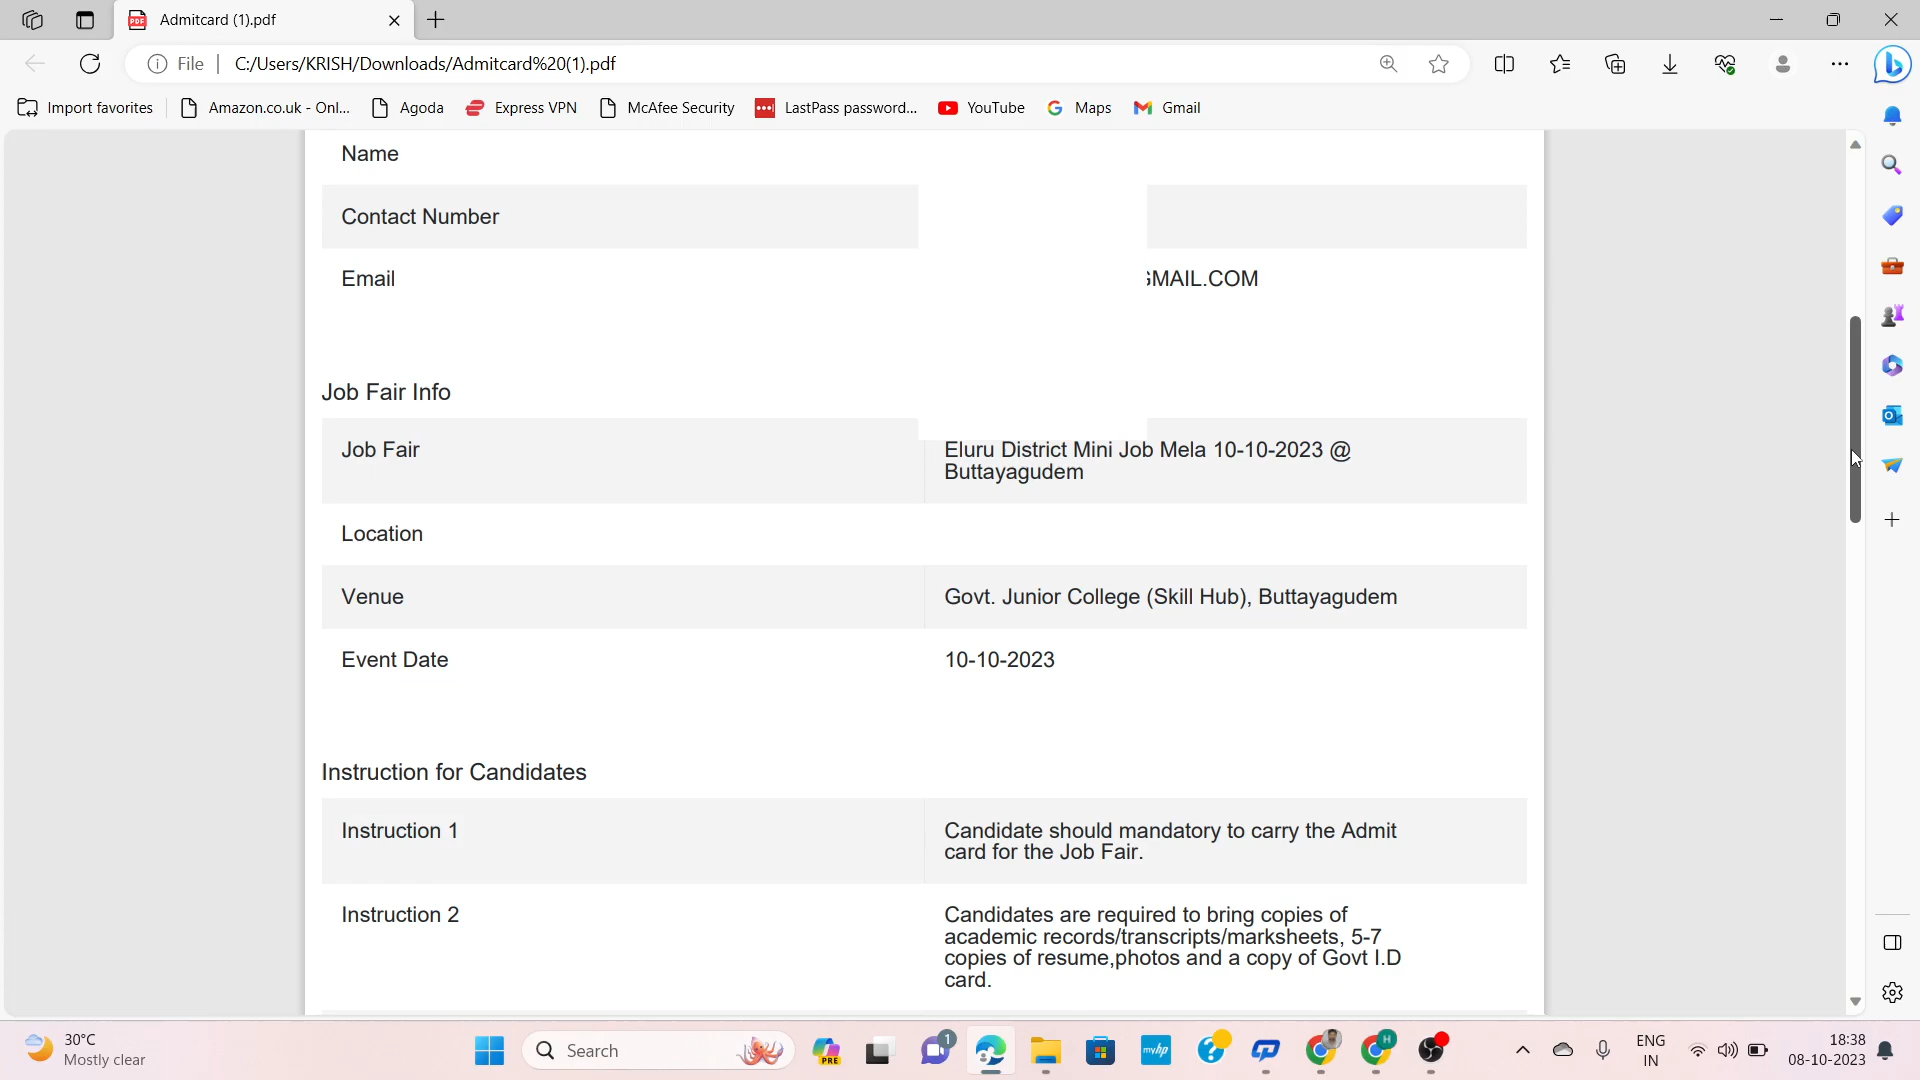 Admitcard (1).pdf
File
C:/Users/KRISH/Downloads/Admitcard%20(1).pdf
Import favorites
Amazon.co.uk - Onl...
Agoda
Express VPN
McAfee Security
LastPass password...
YouTube
Maps
Gmail
Name
Contact Number
Email
GMAIL.COM
Job Fair Info
Job Fair
Eluru District Mini Job Mela 10-10-2023 @
Buttayagudem
Location
Venue
Govt. Junior College (Skill Hub), Buttayagudem
Event Date
10-10-2023
Instruction for Candidates
Instruction 1
Candidate should mandatory to carry the Admit
card for the Job Fair.
Instruction 2
Candidates are required to bring copies of
academic records/transcripts/marksheets, 5-7
copies of resume,photos and a copy of Govt I.D
card.
30°C
Mostly clear
Search
PRE
1
myhp
H
ENG
IN
18:38
08-10-2023